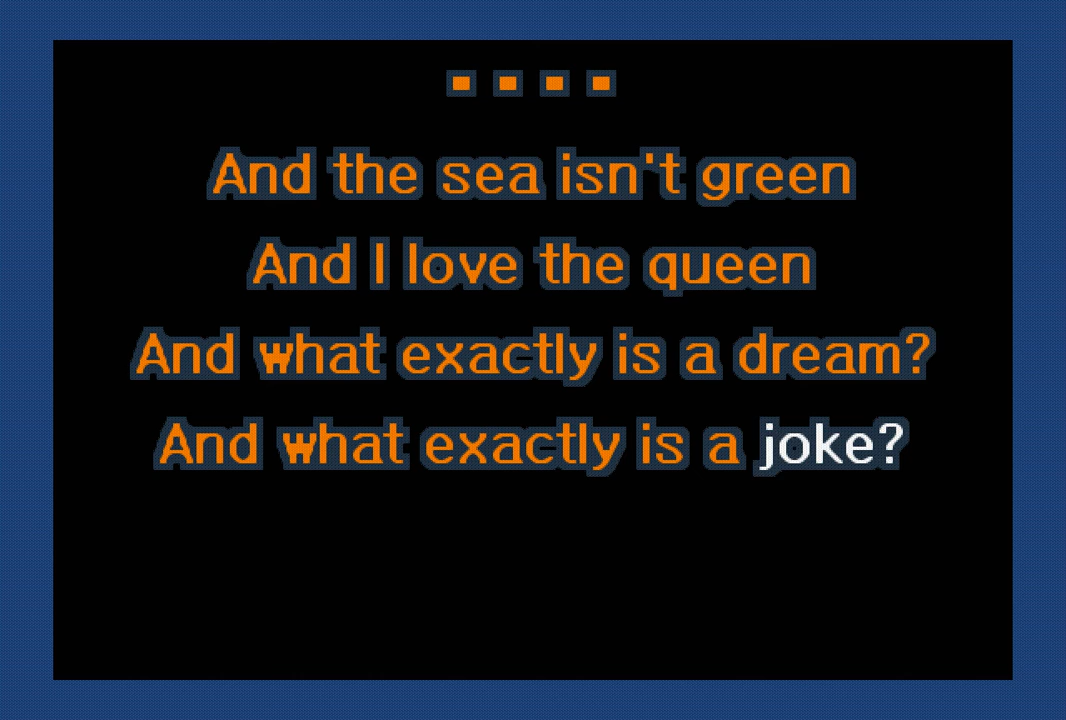 And the sea isn't green
And I love the queen
And what exactly is a dream?
And what exactly is a joke?